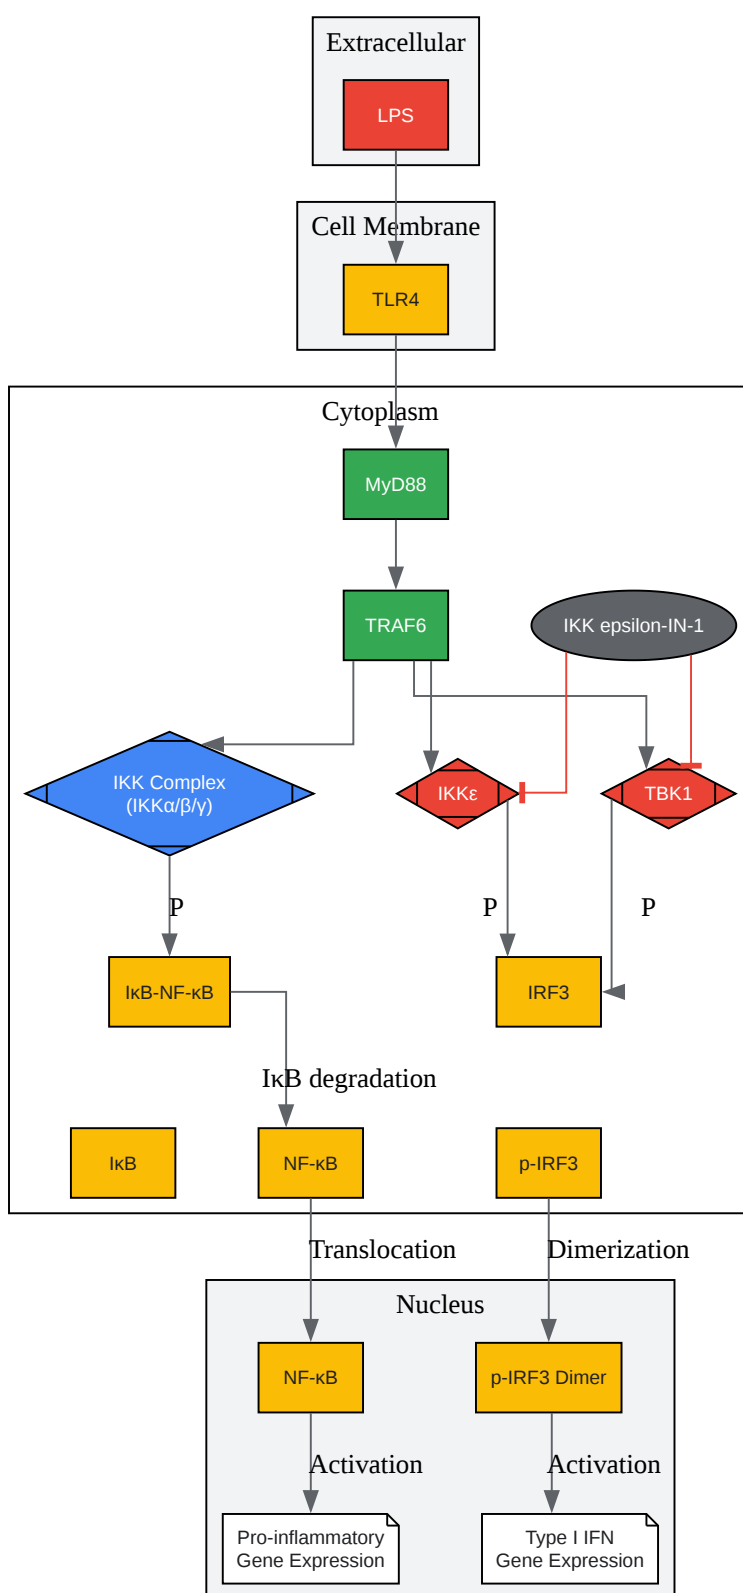 Extracellular
LPS
Cell Membrane
TLR4
Cytoplasm
MyD88
TRAF6
IKK epsilon-IN-1
IKK Complex
(IKKα/β/γ)
IKKε
TBK1
P
P
P
IκB-NF-κB
IRF3
IκB degradation
IκB
NF-κB
p-IRF3
Translocation
Dimerization
Nucleus
NF-κB
p-IRF3 Dimer
Activation
Activation
Pro-inflammatory
Gene Expression
Type I IFN
Gene Expression